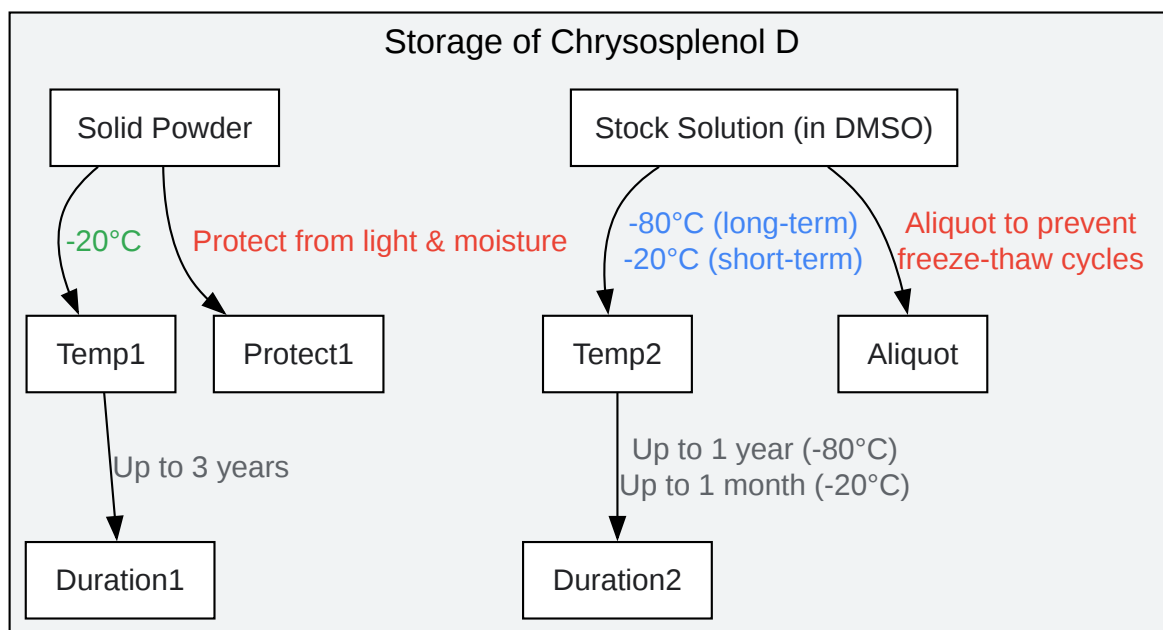 Storage of Chrysosplenol D
Solid Powder
Stock Solution (in DMSO)
-20°C
Protect from light & moisture
-80°C (long-term)
-20°C (short-term)
Aliquot to prevent
freeze-thaw cycles
Temp1
Protect1
Temp2
Aliquot
Up to 3 years
Up to 1 year (-80°C)
Up to 1 month (-20°C)
Duration1
Duration2